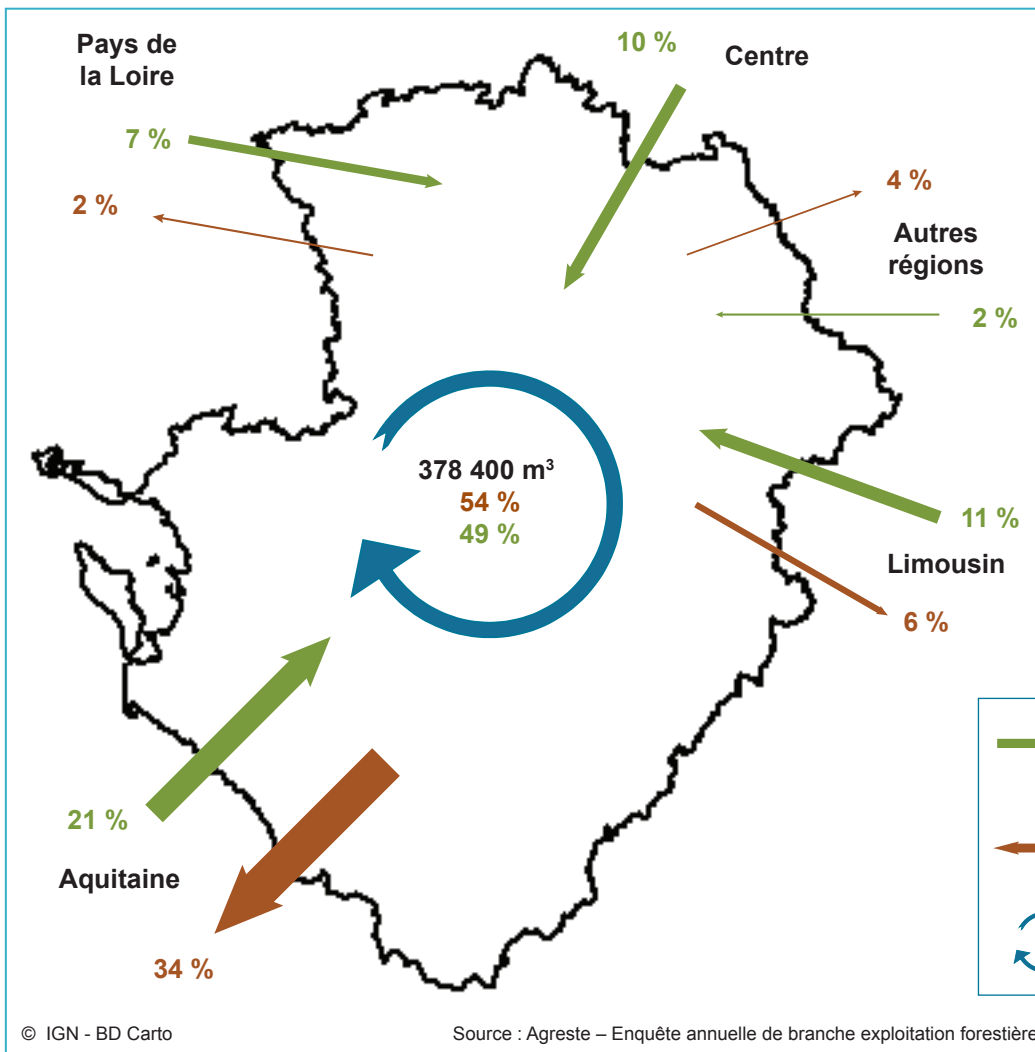 Pays de
la Loire
10 %
Centre
7 %
2 %
4 %
Autres
régions
2 %
378 400 m³
54 %
49 %
11 %
Limousin
6 %
21 %
Aquitaine
34 %
© IGN - BD Carto
Source : Agreste – Enquête annuelle de branche exploitation forestière